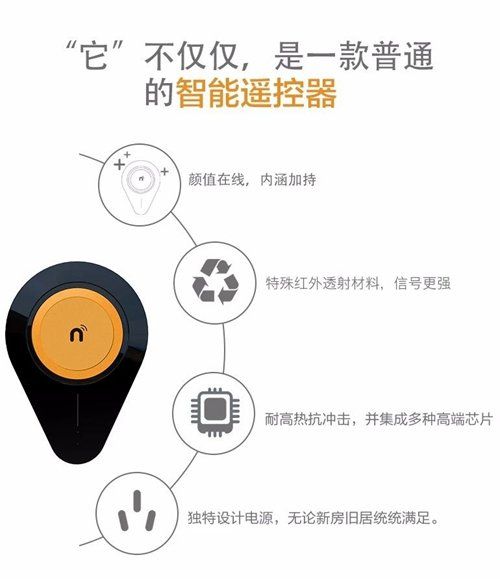 “它”不仅仅，是一款普通
的智能遥控器
颜值在线，内涵加持
特殊红外透射材料，信号更强
n
耐高热抗冲击，并集成多种高端芯片
独特设计电源，无论新房旧居统统满足。